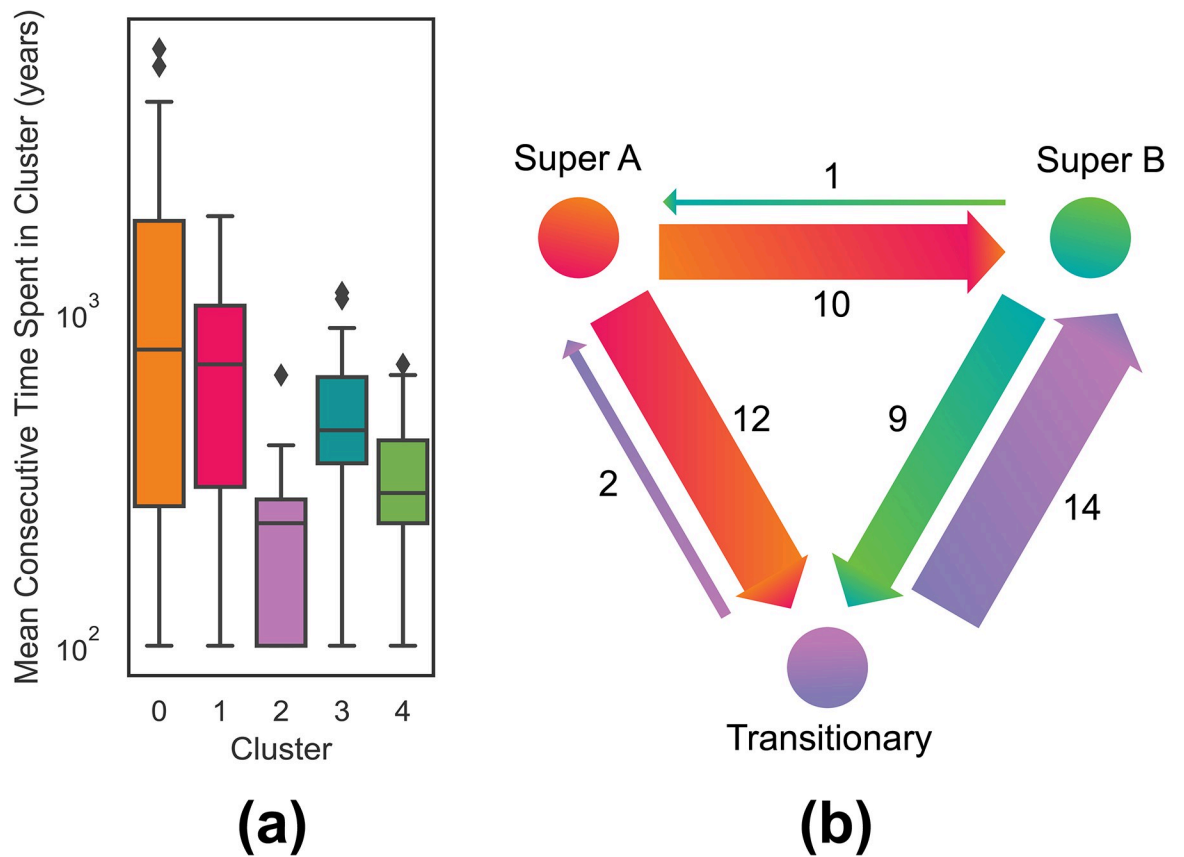 Mean Consecutive Time Spent in Cluster (years)
10³
10²
0 1 2 3 4
Cluster
(a)
Super A
Super B
1
10
12
9
2
14
Transitionary
(b)